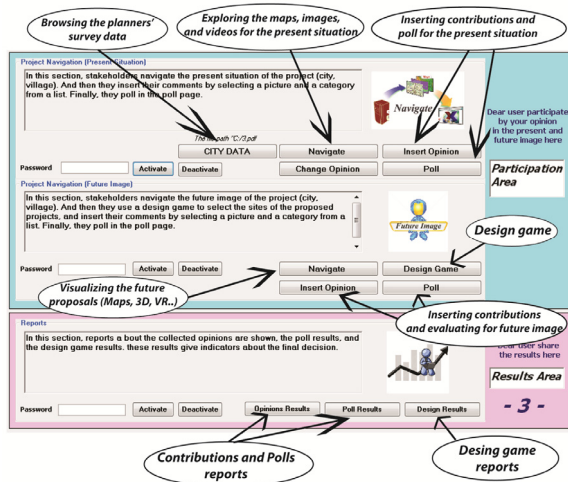 Browsing the planners'
survey data
Exploring the maps, images,
and videos for the present situation
Inserting contributions and
poll for the present situation
Project Navigation (Present Situation)
In this section, stakeholders navigate the present situation of the project (city,
village). And then they insert their comments by selecting a picture and a category
from a list. Finally, they poll in the poll page.
Navigate
Dear user participate
by your opinion
in the present and
future image here
path "C:/3.pdf
CITY DATA
Navigate
Insert Opinion
Password
Activate
Deactivate
Change Opinion
Poll
Participation
Area
Project Navigation (Future Image)
In this section, stakeholders navigate the future image of the project (city,
village). And then they use a design game to select the sites of the proposed
projects, and insert their comments by selecting a picture and a category from a
list. Finally, they poll in the poll page.
Future Image
Design game
Password
Activate
Deactivate
Navigate
Design Game
Insert Opinion
Poll
Visualizing the future
proposals (Maps, 3D, VR..)
Inserting contributions
and evaluating for future image
Reports
In this section, reports a bout the collected opinions are shown, the poll results, and
the design game results. these results give indicators about the final decision.
Dear user share
the results here
Results Area
- 3 -
Password
Activate
Deactivate
Opinions Results
Poll Results
Design Results
Contributions and Polls
reports
Desing game
reports